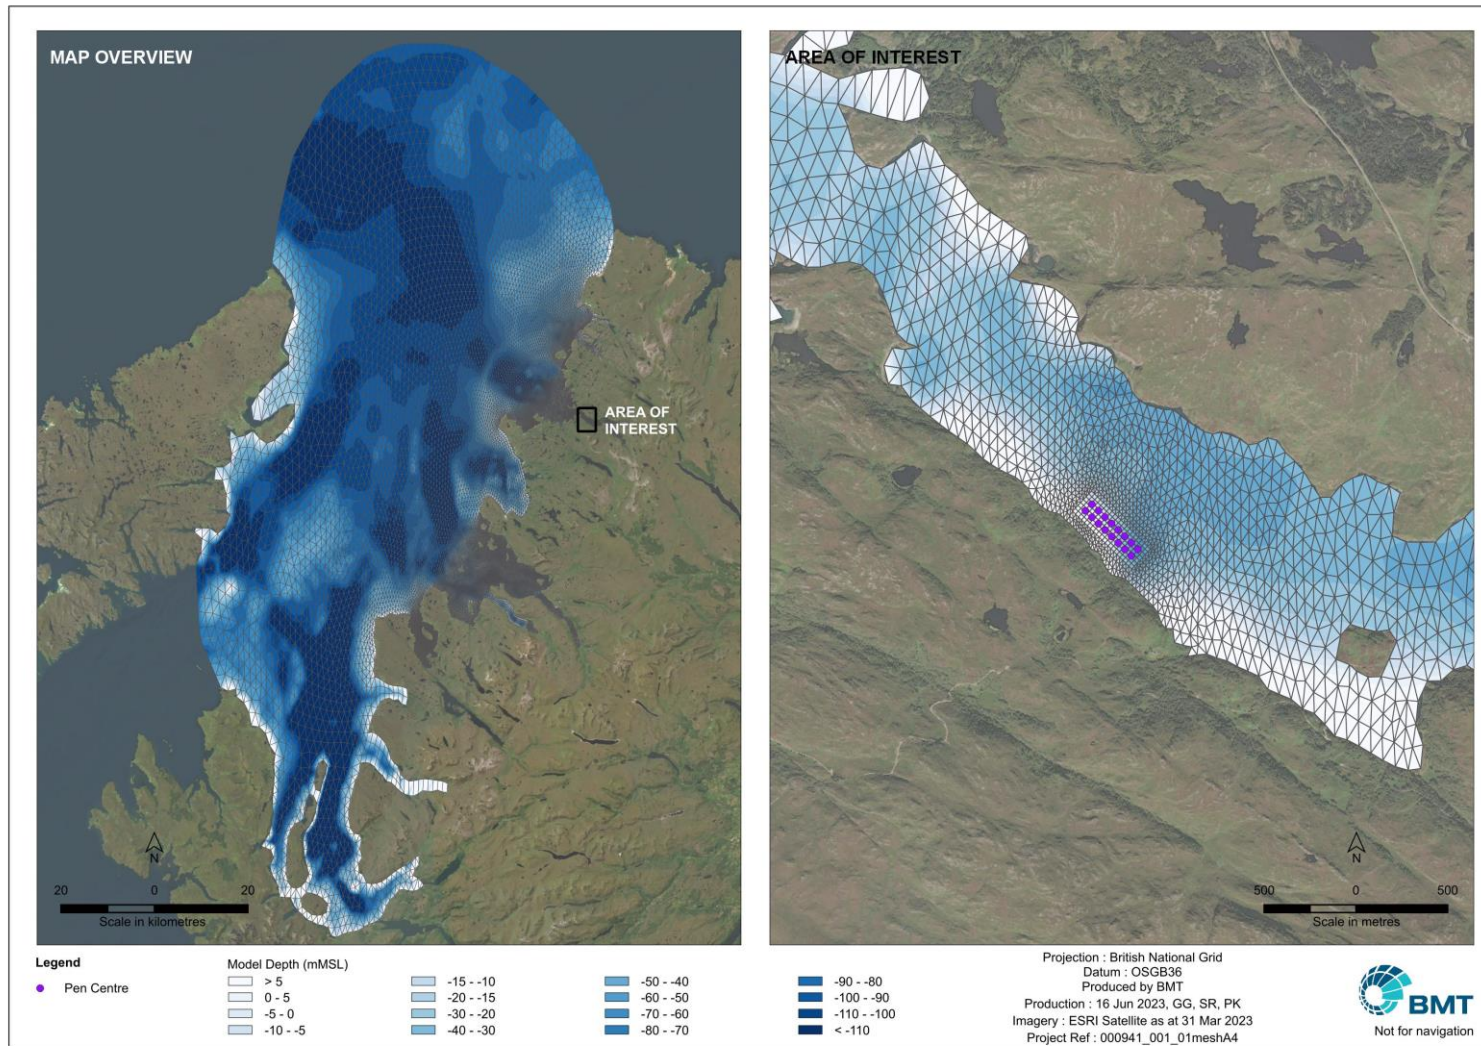 MAP OVERVIEW
AREA OF
INTEREST
N
20 0 20
Scale in kilometres
AREA OF INTEREST
N
500 0 500
Scale in metres
Legend
Pen Centre
Model Depth (mMSL)
> 5
0 - 5
-5 - 0
-10 - -5
-15 - -10
-20 - -15
-30 - -20
-40 - -30
-50 - -40
-60 - -50
-70 - -60
-80 - -70
-90 - -80
-100 - -90
-110 - -100
< -110
Projection : British National Grid
Datum : OSGB36
Produced by BMT
Production : 16 Jun 2023, GG, SR, PK
Imagery : ESRI Satellite as at 31 Mar 2023
Project Ref : 000941_001_01meshA4
BMT
Not for navigation